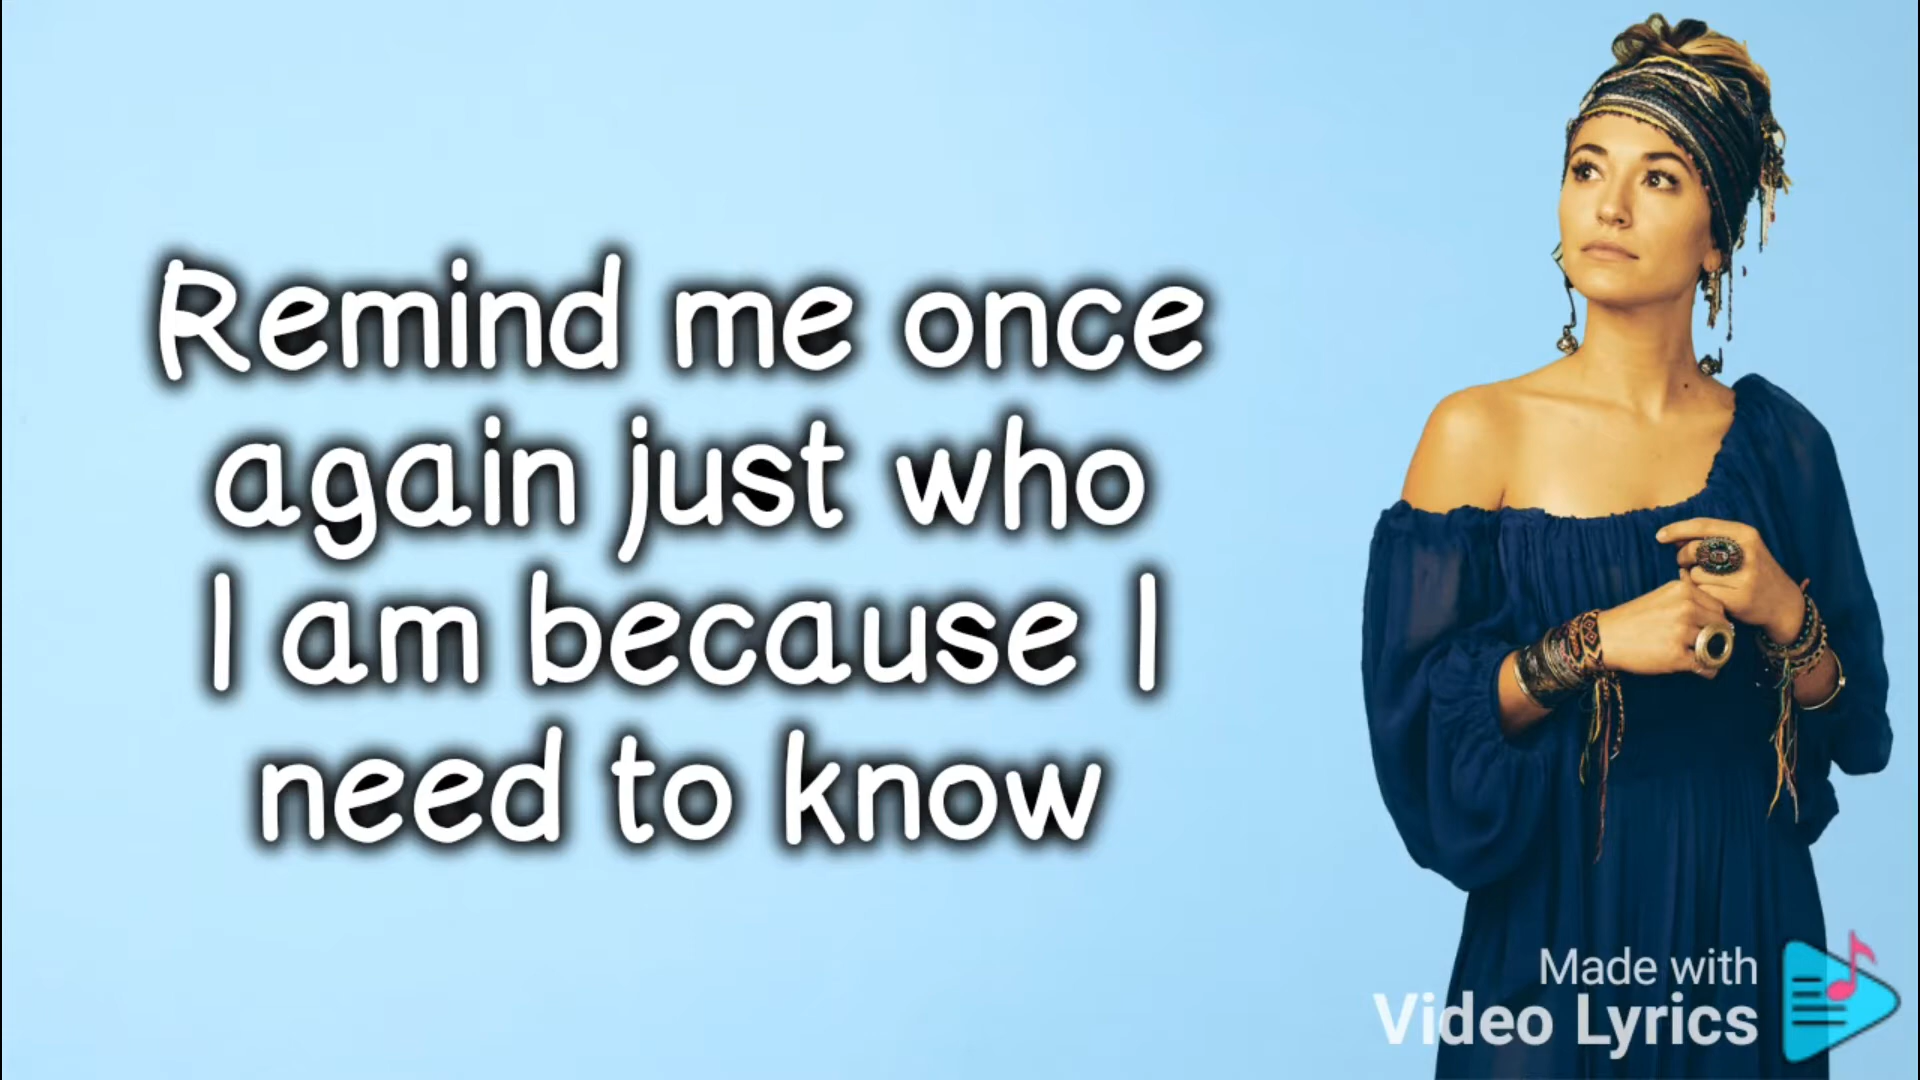 Remind me once
again just who
I am because I
need to know
Made with
Video Lyrics